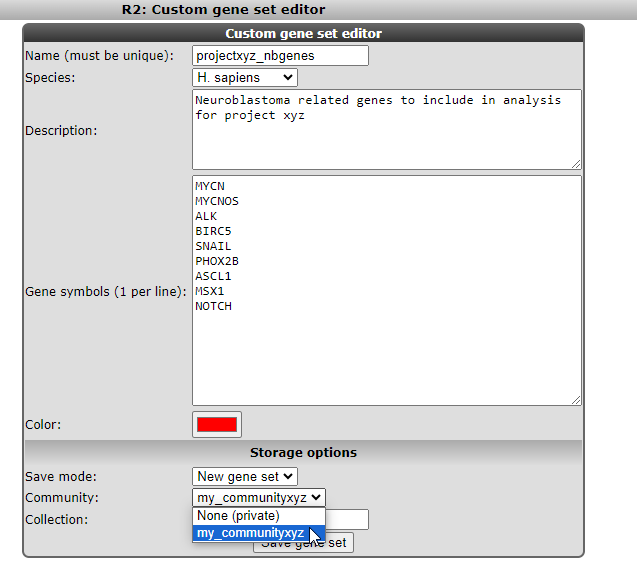 R2: Custom gene set editor
Custom gene set editor
Name (must be unique): projectxyz_nbgenes
Species: H. sapiens
Description: Neuroblastoma related genes to include in analysis
for project xyz
Gene symbols (1 per line):
MYCN
MYCNOS
ALK
BIRC5
SNAIL
PHOX2B
ASCL1
MSX1
NOTCH
Color:
Storage options
Save mode: New gene set
Community: my_communityxyz
Collection: None (private)
my_communityxyz
Save gene set